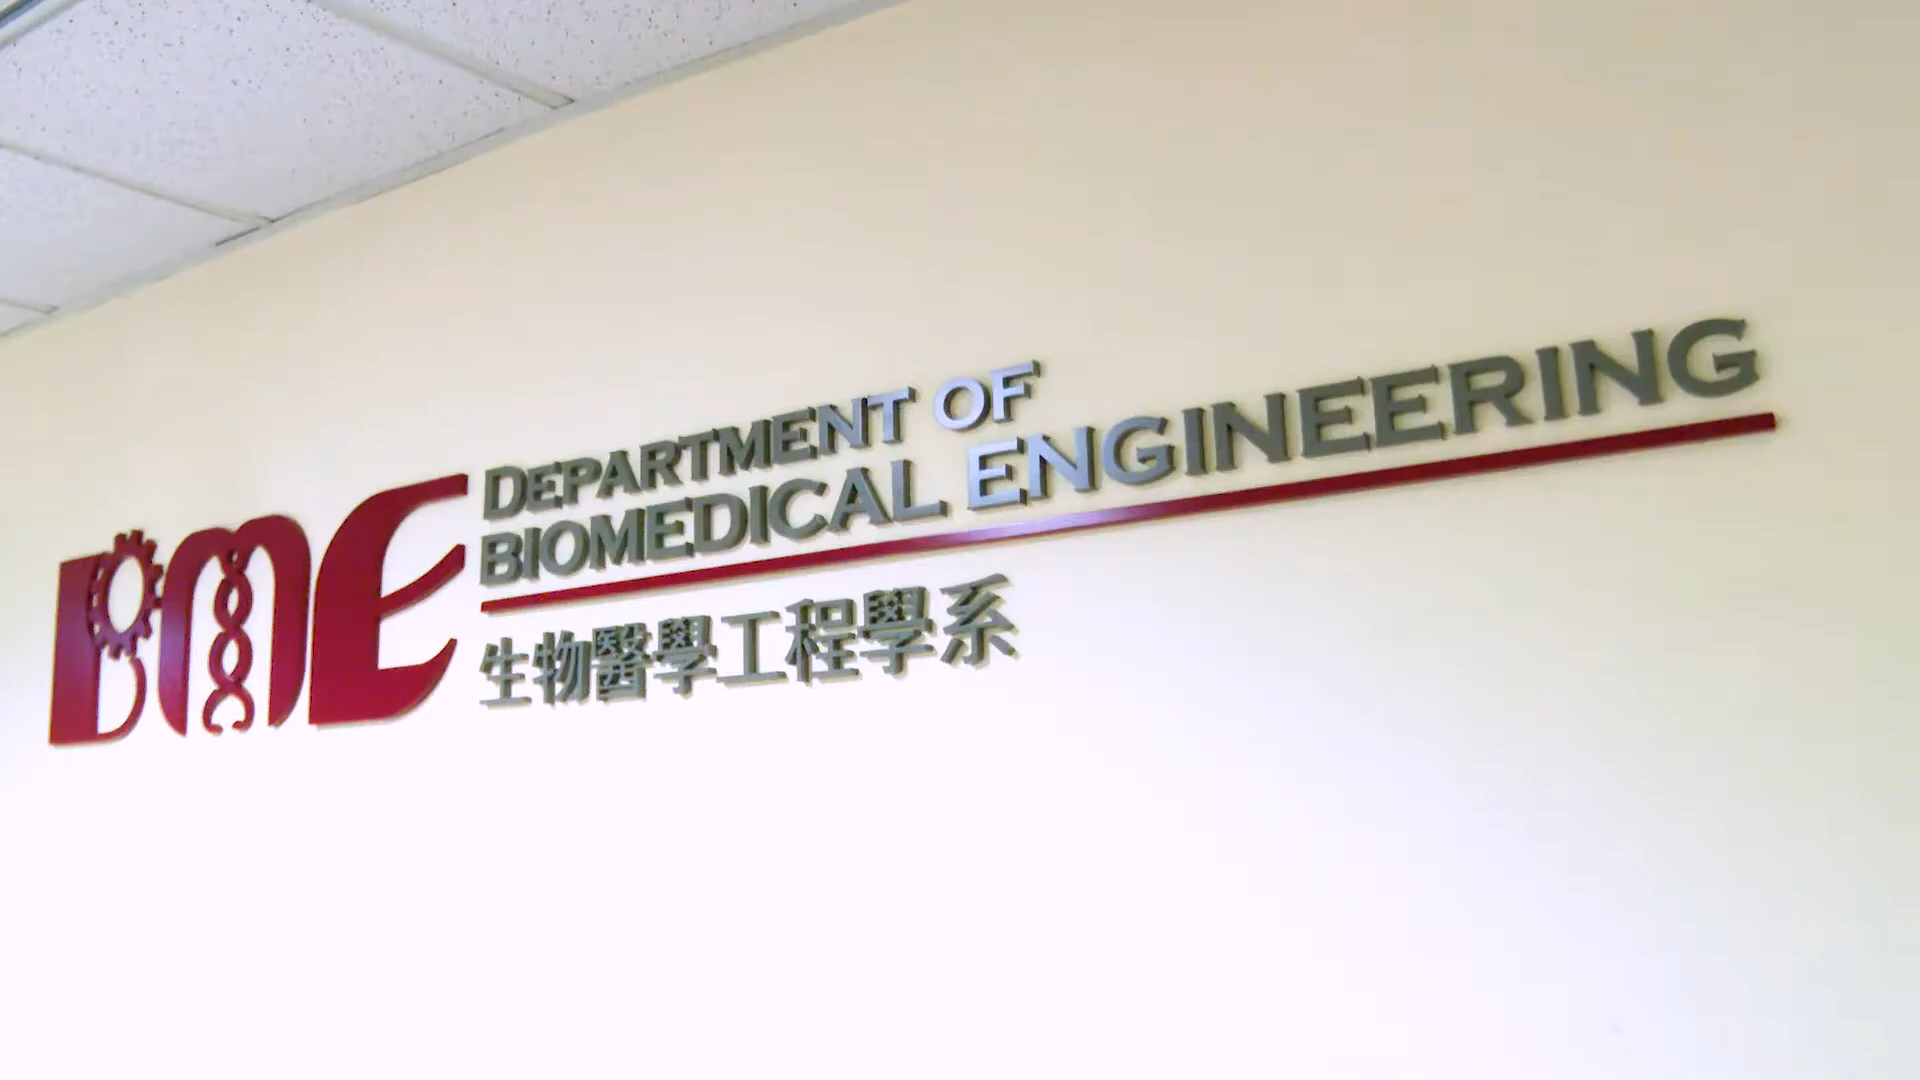 BME
DEPARTMENT OF
BIOMEDICAL ENGINEERING
生物醫學工程學系